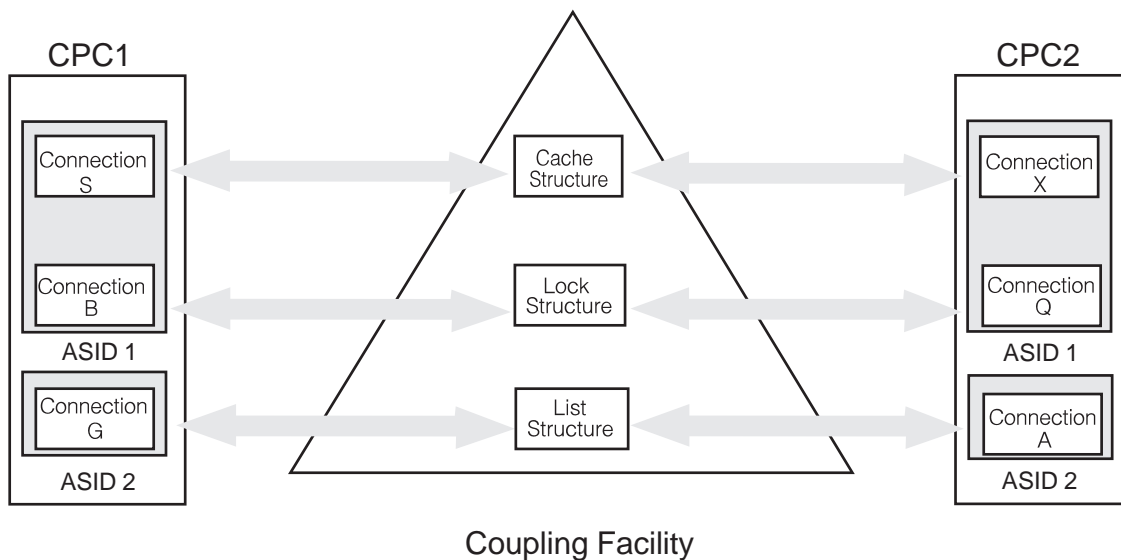 CPC1
CPC2
Connection
S
Cache
Structure
Connection
X
Connection
B
Lock
Structure
Connection
Q
ASID 1
ASID 1
Connection
G
List
Structure
Connection
A
ASID 2
ASID 2
Coupling Facility